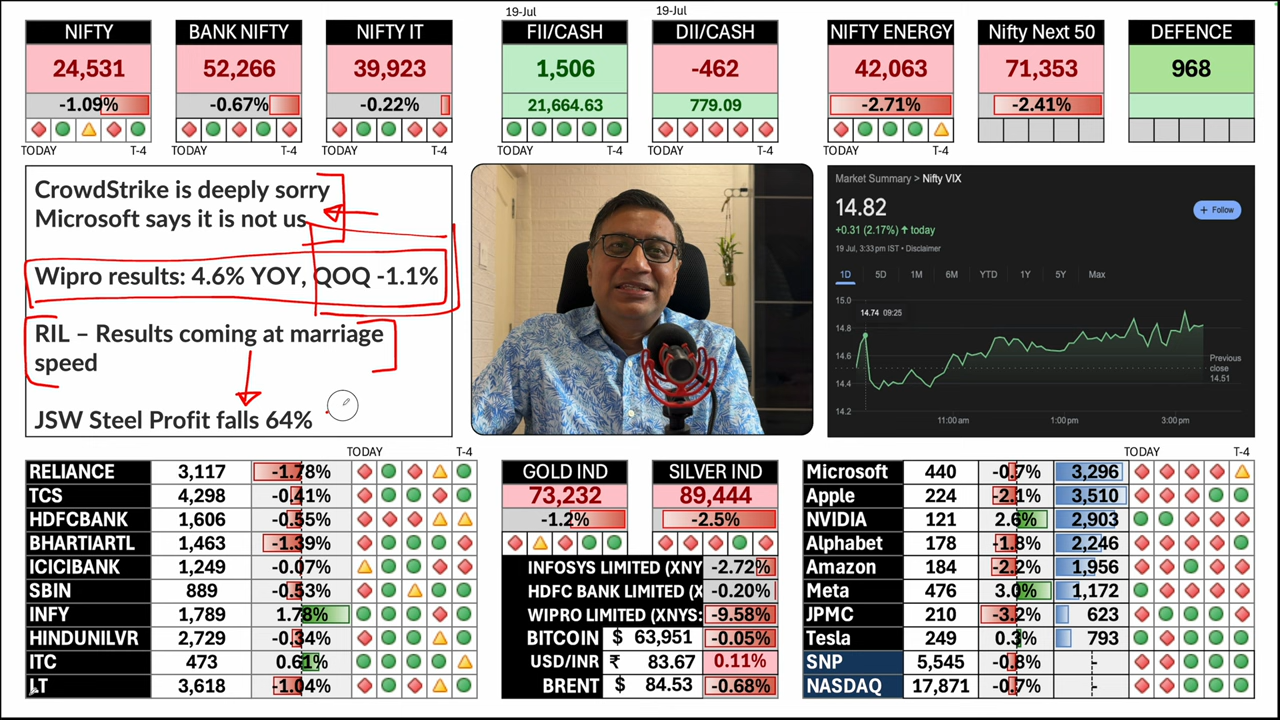 19-Jul
19-Jul
NIFTY
BANK NIFTY
NIFTY IT
FII/CASH
DII/CASH
NIFTY ENERGY
Nifty Next 50
DEFENCE
24,531
52,266
39,923
1,506
-462
42,063
71,353
968
-1.09%
-0.67%
-0.22%
21,664.63
779.09
-2.71%
-2.41%
TODAY T-4
TODAY T-4
TODAY T-4
TODAY T-4
CrowdStrike is deeply sorry
Microsoft says it is not us
Wipro results: 4.6% YOY, QOQ -1.1%
RIL – Results coming at marriage
speed
JSW Steel Profit falls 64%
Market Summary > Nifty VIX
14.82
+ Follow
+0.31 (2.17%) ↑ today
19 Jul, 3:33 pm IST • Disclaimer
1D 5D 1M 6M YTD 1Y 5Y Max
15.0
14.74 09:25
14.8
14.6
14.4
14.2
Previous
close
14.51
11:00 am 1:00 pm 3:00 pm
TODAY T-4
RELIANCE 3,117 -1.78%
TCS 4,298 -0.41%
HDFCBANK 1,606 -0.55%
BHARTIARTL 1,463 -1.39%
ICICIBANK 1,249 -0.07%
SBIN 889 -0.53%
INFY 1,789 1.78%
HINDUNILVR 2,729 -0.34%
ITC 473 0.61%
LT 3,618 -1.04%
GOLD IND
SILVER IND
73,232
89,444
-1.2%
-2.5%
INFOSYS LIMITED (XNY -2.72%
HDFC BANK LIMITED (X -0.20%
WIPRO LIMITED (XNYS: -9.58%
BITCOIN $ 63,951 -0.05%
USD/INR ₹ 83.67 0.11%
BRENT $ 84.53 -0.68%
TODAY T-4
Microsoft 440 -0.7% 3,296
Apple 224 -2.1% 3,510
NVIDIA 121 2.6% 2,903
Alphabet 178 -1.8% 2,246
Amazon 184 -2.2% 1,956
Meta 476 3.0% 1,172
JPMC 210 -3.2% 623
Tesla 249 0.3% 793
SNP 5,545 -0.8% -
NASDAQ 17,871 -0.7% -